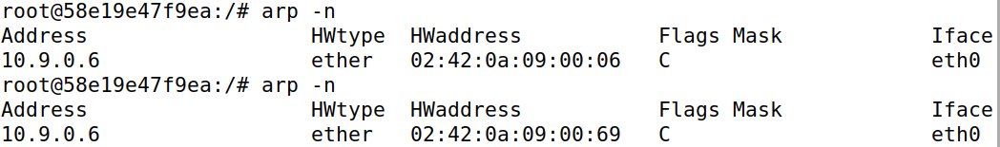 root@58e19e47f9ea:/# arp -n
Address HWtype HWaddress Flags Mask Iface
10.9.0.6 ether 02:42:0a:09:00:06 C eth0
root@58e19e47f9ea:/# arp -n
Address HWtype HWaddress Flags Mask Iface
10.9.0.6 ether 02:42:0a:09:00:69 C eth0